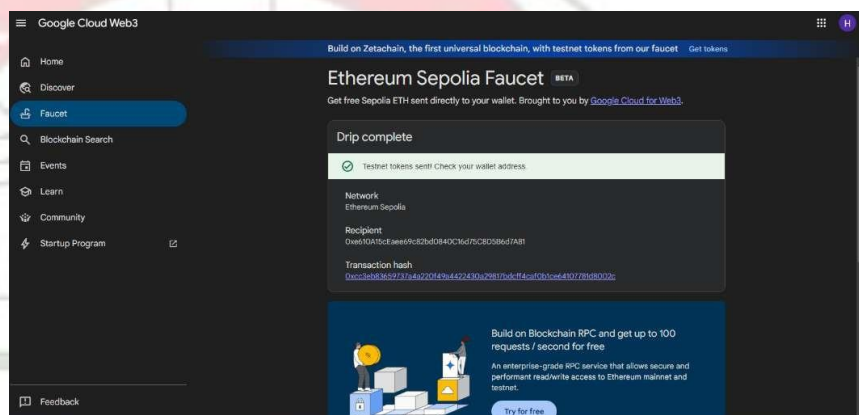 Google Cloud Web3
H
Build on Zetachain, the first universal blockchain, with testnet tokens from our faucet Get tokens
Home
Discover
Faucet
Blockchain Search
Events
Learn
Community
Startup Program
Feedback
Ethereum Sepolia Faucet BETA
Get free Sepolia ETH sent directly to your wallet. Brought to you by Google Cloud for Web3.
Drip complete
Testnet tokens sent! Check your wallet address
Network
Ethereum Sepolia
Recipient
Transaction hash
Build on Blockchain RPC and get up to 100
requests / second for free
An enterprise-grade RPC service that allows secure and
performant read/write access to Ethereum mainnet and
testnet.
Try for free